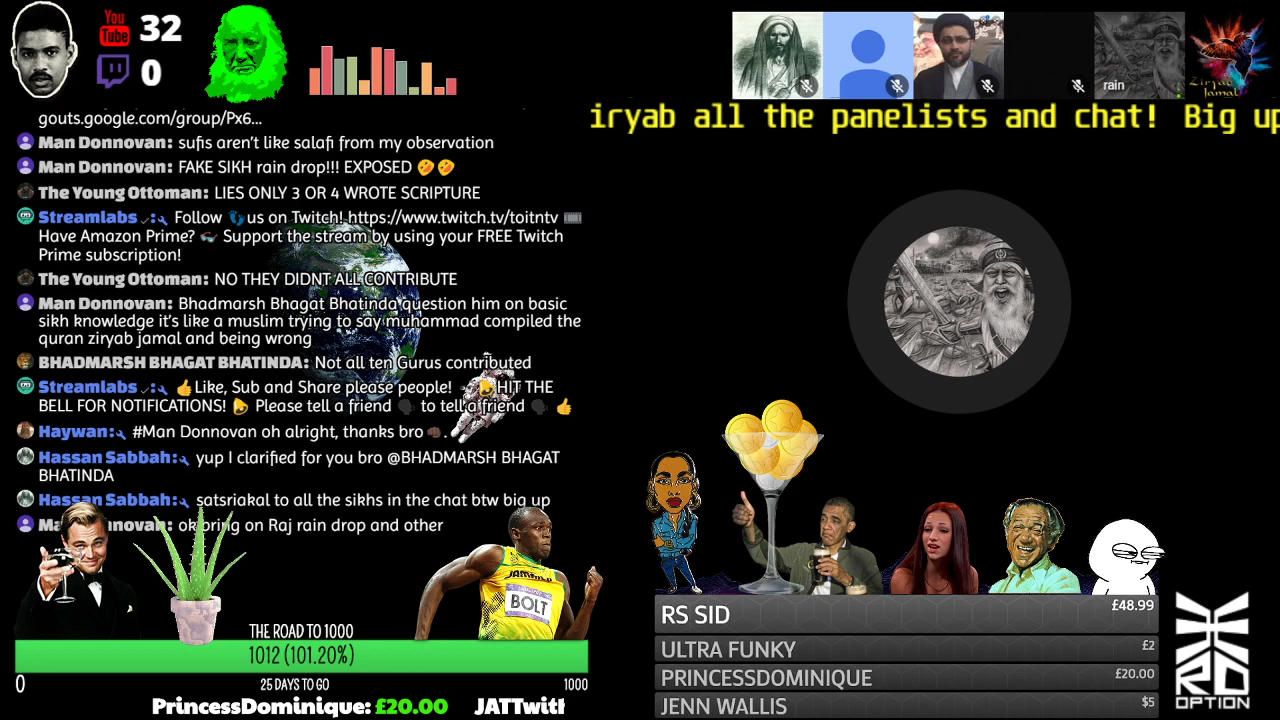 You
Tube
32
0
gouts.google.com/group/Px6...
Man Donnovan: sufis aren't like salafi from my observation
Man Donnovan: FAKE SIKH rain drop!!! EXPOSED 🤣🤣
The Young Ottoman: LIES ONLY 3 OR 4 WROTE SCRIPTURE
Streamlabs : Follow 👣us on Twitch! https://www.twitch.tv/toitntv 🎟
Have Amazon Prime? 👓 Support the stream by using your FREE Twitch
Prime subscription!
The Young Ottoman: NO THEY DIDNT ALL CONTRIBUTE
Man Donnovan: Bhadmarsh Bhagat Bhatinda question him on basic
sikh knowledge it's like a muslim trying to say muhammad compiled the
quran ziryab jamal and being wrong
BHADMARSH BHAGAT BHATINDA: Not all ten Gurus contributed
Streamlabs : 👍Like, Sub and Share please people! HIT THE
BELL FOR NOTIFICATIONS! Please tell a friend 🗣 to tell a friend 🗣 👍
Haywan: #Man Donnovan oh alright, thanks bro👊🏿.
Hassan Sabbah: yup I clarified for you bro @BHADMARSH BHAGAT
BHATINDA
Hassan Sabbah: satsriakal to all the sikhs in the chat btw big up
nnovan: ok bring on Raj rain drop and other
JAMAICA
BOLT
THE ROAD TO 1000
1012 (101.20%)
0
25 DAYS TO GO
1000
PrincessDominique: £20.00 JATTwitl
rain
Ziryab
Jamal
iryab all the panelists and chat! Big up
RS SID £48.99
ULTRA FUNKY £2
PRINCESSDOMINIQUE £20.00
JENN WALLIS $5
OPTION